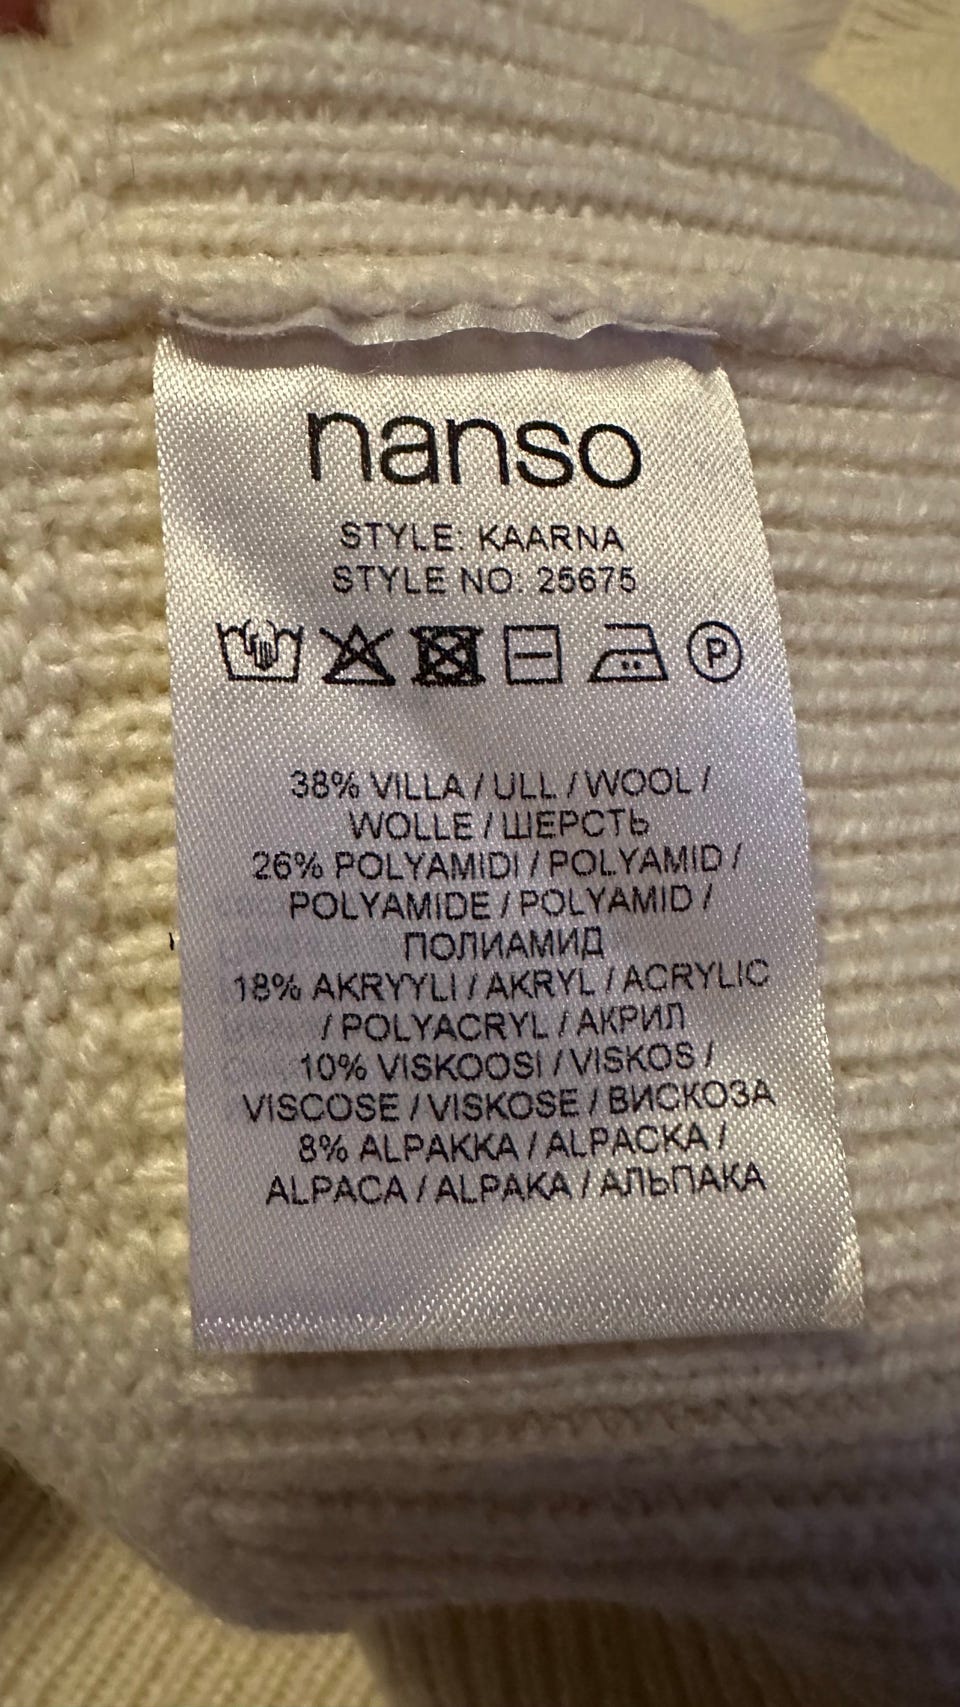 nanso
STYLE: KAARNA
STYLE NO: 25675
P
38% VILLA / ULL / WOOL /
WOLLE / ШЕРСТЬ
26% POLYAMIDI / POLYAMID /
POLYAMIDE / POLYAMID /
ПОЛИАМИД
18% AKRYYLI / AKRYL / ACRYLIC
/ POLYACRYL / АКРИЛ
10% VISKOOSI / VISKOS /
VISCOSE / VISKOSE / ВИСКОЗА
8% ALPAKKA / ALPACKA /
ALPACA / ALPAKA / АЛЬПАКА